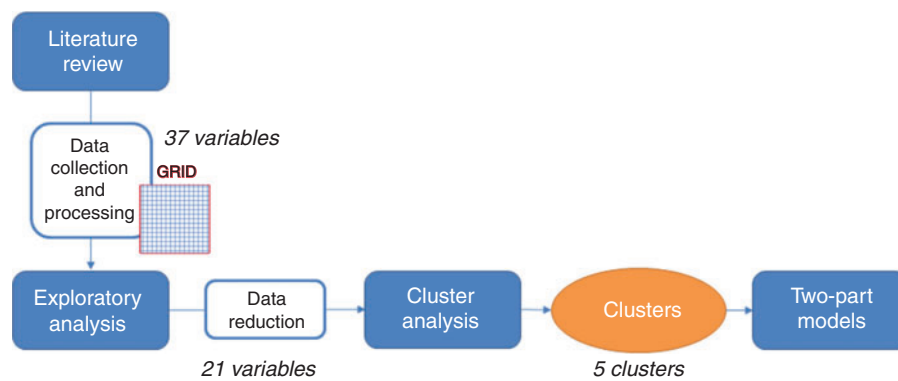 Literature
review
Data
collection
and
processing
37 variables
GRID
Exploratory
analysis
Data
reduction
21 variables
Cluster
analysis
Clusters
5 clusters
Two-part
models